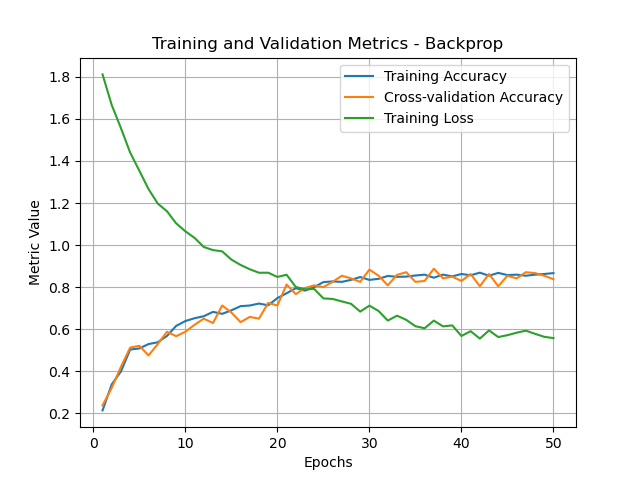 Training and Validation Metrics - Backprop
Training Accuracy
Cross-validation Accuracy
Training Loss
Metric Value
1.8
1.6
1.4
1.2
1.0
0.8
0.6
0.4
0.2
0
10
20
30
40
50
Epochs